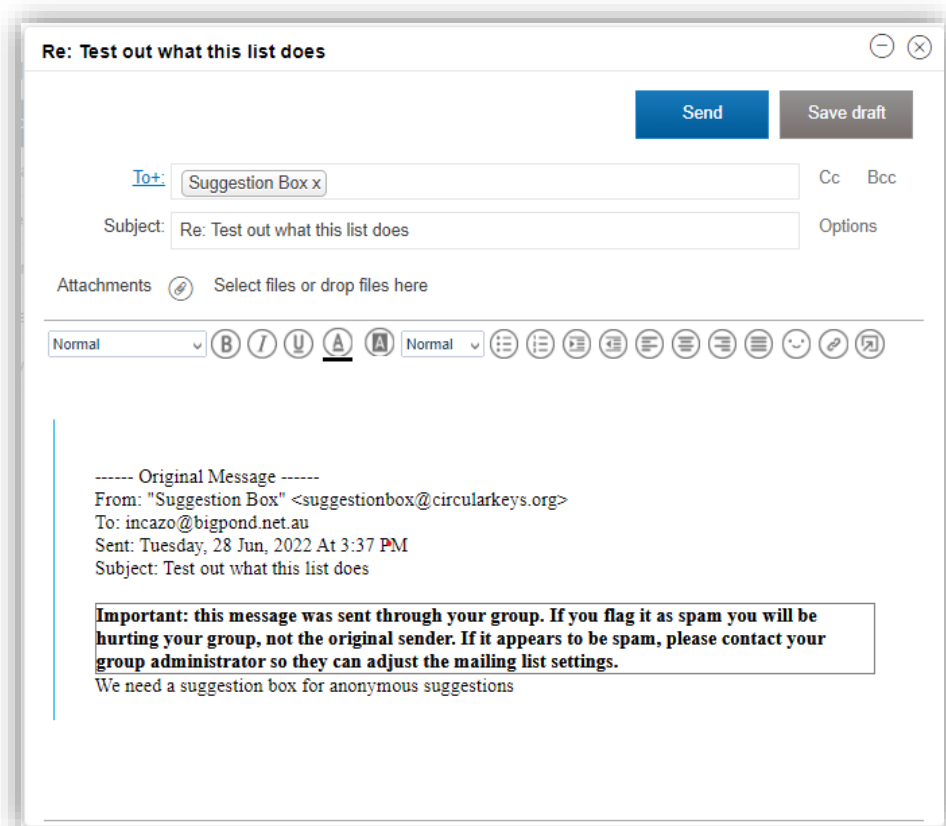 Re: Test out what this list does
Send
Save draft
To+:
Suggestion Box x
Cc
Bcc
Subject:
Re: Test out what this list does
Options
Attachments
Select files or drop files here
Normal
B
I
U
A
A
Normal
------ Original Message ------
From: "Suggestion Box" <suggestionbox@circularkeys.org>
To: incazo@bigpond.net.au
Sent: Tuesday, 28 Jun, 2022 At 3:37 PM
Subject: Test out what this list does
Important: this message was sent through your group. If you flag it as spam you will be
hurting your group, not the original sender. If it appears to be spam, please contact your
group administrator so they can adjust the mailing list settings.
We need a suggestion box for anonymous suggestions